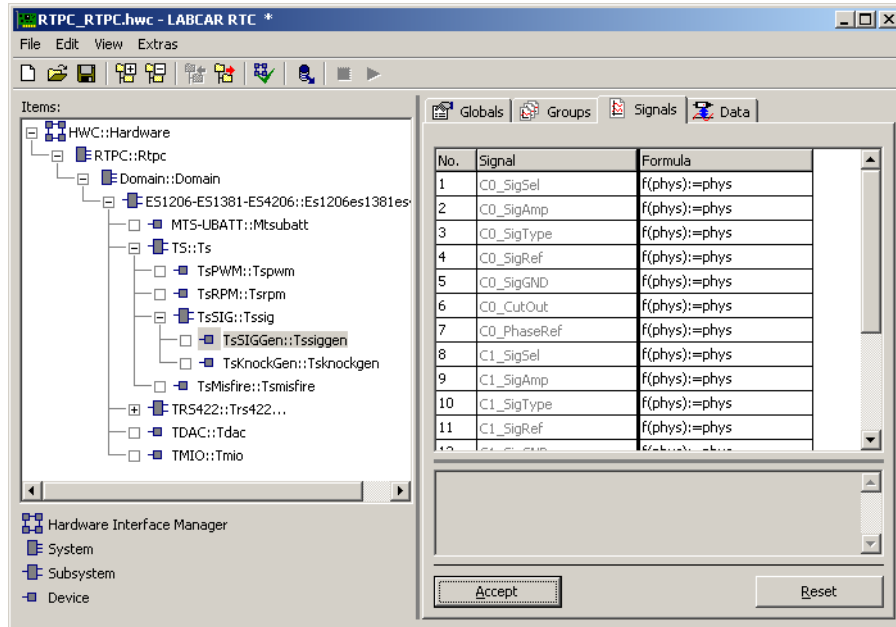 RTPC_RTPC.hwc - LABCAR RTC *
File Edit View Extras
Items:
HWC::Hardware
RTPC::Rtpc
Domain::Domain
ES1206-ES1381-ES4206::Es1206es1381es
MTS-UBATT::Mtsubatt
TS::Ts
TsPWM::Tspwm
TsRPM::Tsrpm
TsSIG::Tssig
TsSIGGen::Tssiggen
TsKnockGen::Tsknockgen
TsMisfire::Tsmisfire
TRS422::Trs422...
TDAC::Tdac
TMIO::Tmio
Hardware Interface Manager
System
Subsystem
Device
Globals Groups Signals Data
No. Signal Formula
1 C0_SigSel f(phys):=phys
2 C0_SigAmp f(phys):=phys
3 C0_SigType f(phys):=phys
4 C0_SigRef f(phys):=phys
5 C0_SigGND f(phys):=phys
6 C0_CutOut f(phys):=phys
7 C0_PhaseRef f(phys):=phys
8 C1_SigSel f(phys):=phys
9 C1_SigAmp f(phys):=phys
10 C1_SigType f(phys):=phys
11 C1_SigRef f(phys):=phys
Accept Reset